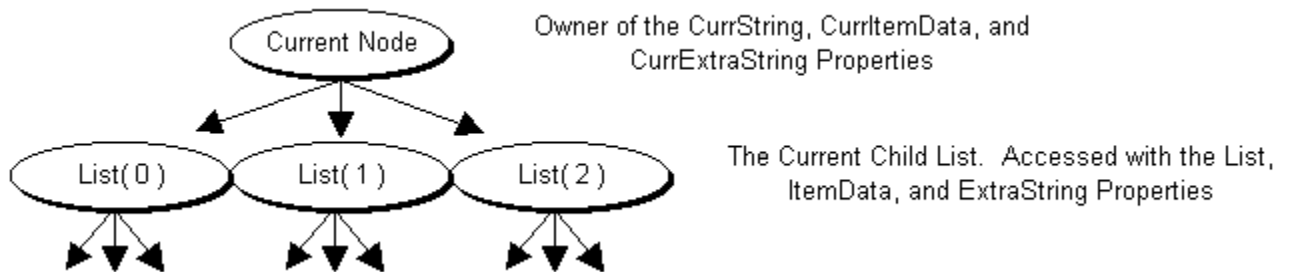 Current Node
Owner of the CurrString, CurrItemData, and
CurrExtraString Properties
List( 0 )
List( 1 )
List( 2 )
The Current Child List.  Accessed with the List,
ItemData, and ExtraString Properties